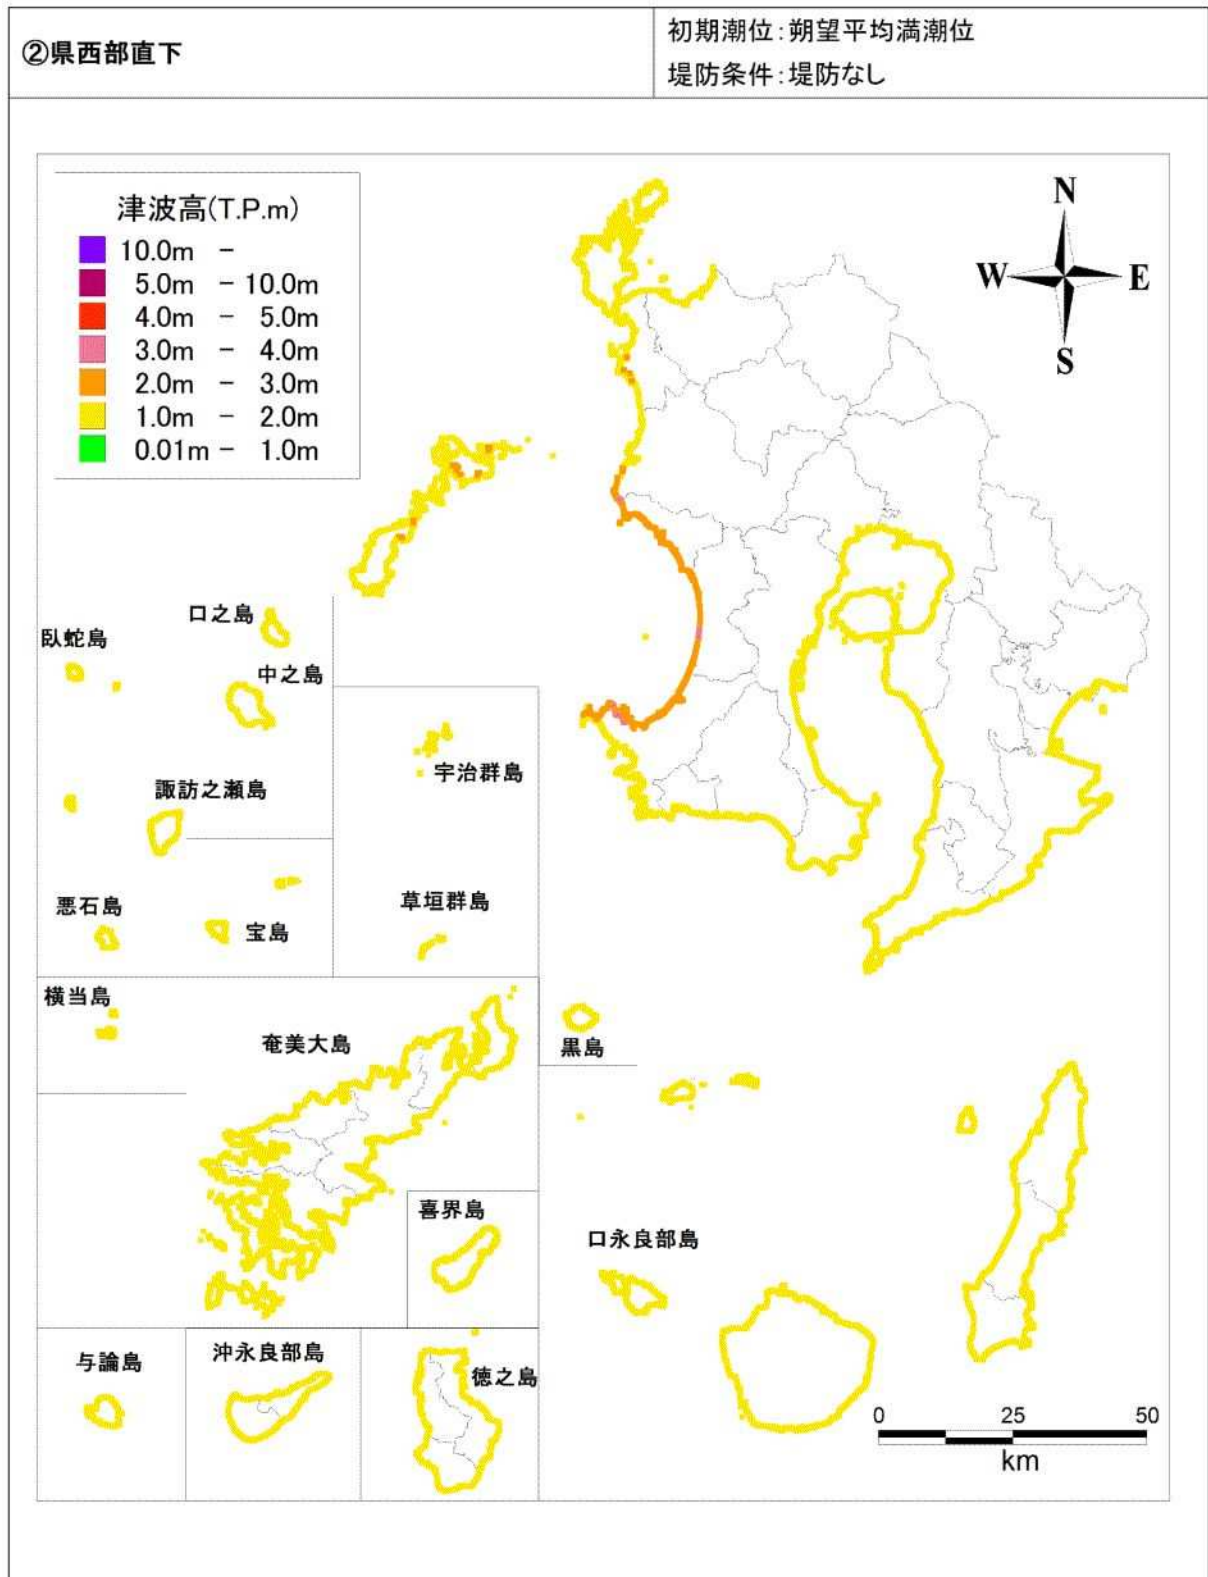 ②県西部直下
初期潮位:朔望平均満潮位
堤防条件:堤防なし
津波高(T.P.m)
10.0m -
5.0m - 10.0m
4.0m - 5.0m
3.0m - 4.0m
2.0m - 3.0m
1.0m - 2.0m
0.01m - 1.0m
N
W E
S
口之島
臥蛇島
中之島
宇治群島
諏訪之瀬島
草垣群島
悪石島
宝島
横当島
奄美大島
黒島
喜界島
口永良部島
与論島
沖永良部島
徳之島
0 25 50
km